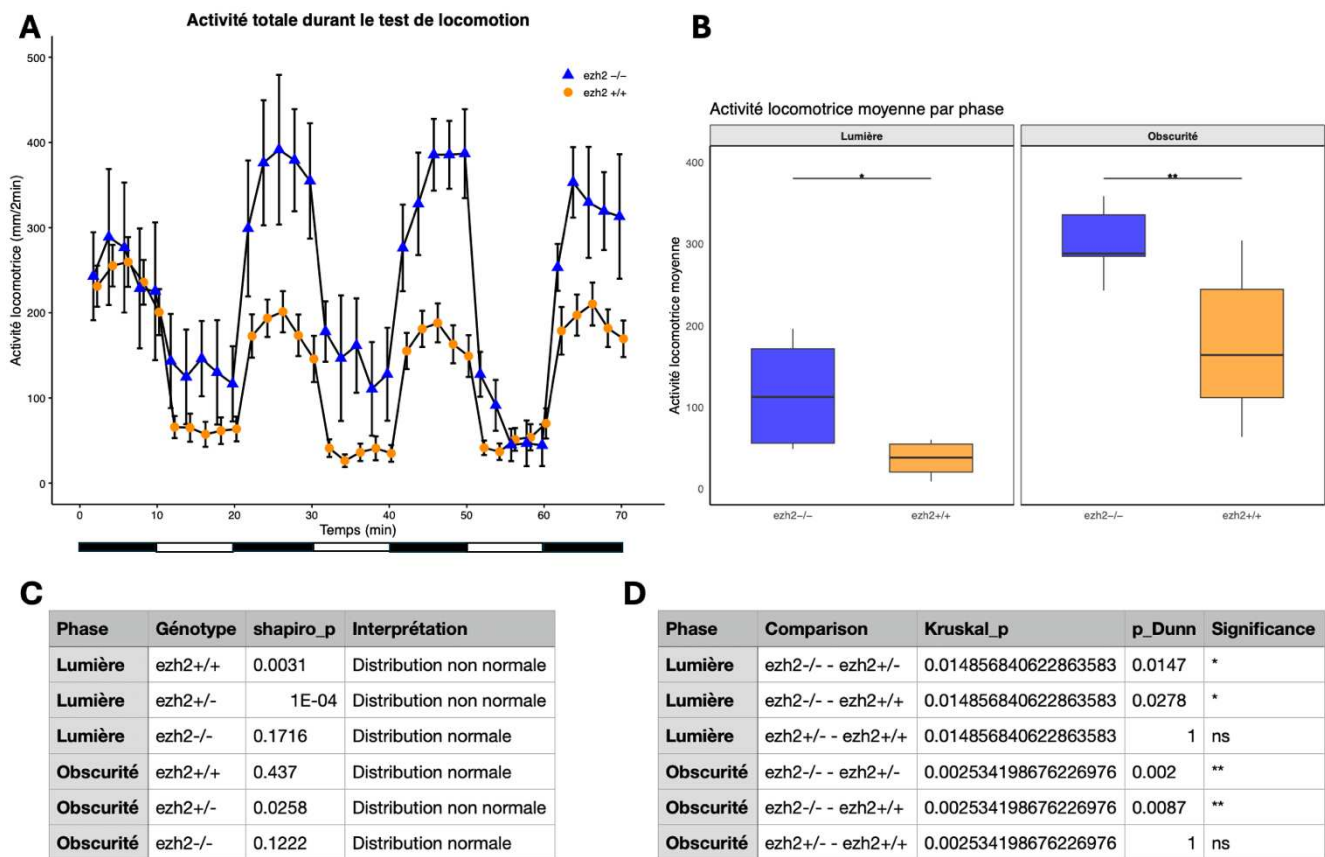 A
Activité totale durant le test de locomotion
500
400
300
200
100
0
Activité locomotrice (mm/2min)
ezh2 −/−
ezh2 +/+
0 10 20 30 40 50 60 70
Temps (min)
B
Activité locomotrice moyenne par phase
Lumière Obscurité
400
300
200
100
0
Activité locomotrice moyenne
* **
ezh2−/− ezh2+/+ ezh2−/− ezh2+/+
C
Phase Génotype shapiro_p Interprétation
Lumière ezh2+/+ 0.0031 Distribution non normale
Lumière ezh2+/- 1E-04 Distribution non normale
Lumière ezh2-/- 0.1716 Distribution normale
Obscurité ezh2+/+ 0.437 Distribution normale
Obscurité ezh2+/- 0.0258 Distribution non normale
Obscurité ezh2-/- 0.1222 Distribution normale
D
Phase Comparison Kruskal_p p_Dunn Significance
Lumière ezh2-/- - ezh2+/- 0.014856840622863583 0.0147 *
Lumière ezh2-/- - ezh2+/+ 0.014856840622863583 0.0278 *
Lumière ezh2+/- - ezh2+/+ 0.014856840622863583 1 ns
Obscurité ezh2-/- - ezh2+/- 0.002534198676226976 0.002 **
Obscurité ezh2-/- - ezh2+/+ 0.002534198676226976 0.0087 **
Obscurité ezh2+/- - ezh2+/+ 0.002534198676226976 1 ns